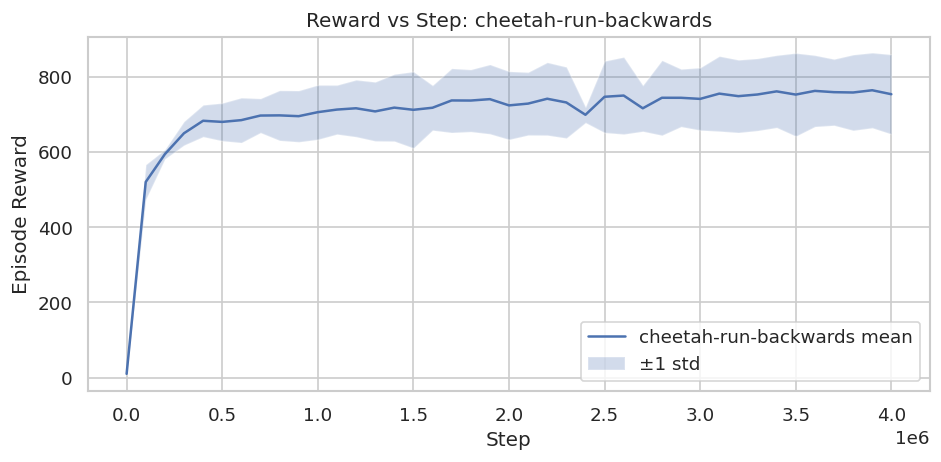 Reward vs Step: cheetah-run-backwards
Episode Reward
800
600
400
200
0
cheetah-run-backwards mean
±1 std
0.0 0.5 1.0 1.5 2.0 2.5 3.0 3.5 4.0
1e6
Step